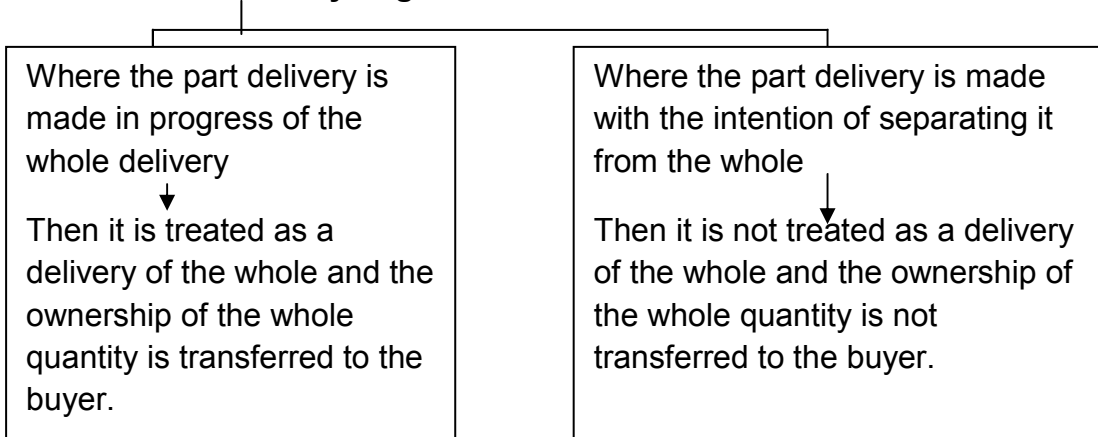 Where the part delivery is
made in progress of the
whole delivery
Then it is treated as a
delivery of the whole and the
ownership of the whole
quantity is transferred to the
buyer.
Where the part delivery is made
with the intention of separating it
from the whole
Then it is not treated as a delivery
of the whole and the ownership of
the whole quantity is not
transferred to the buyer.